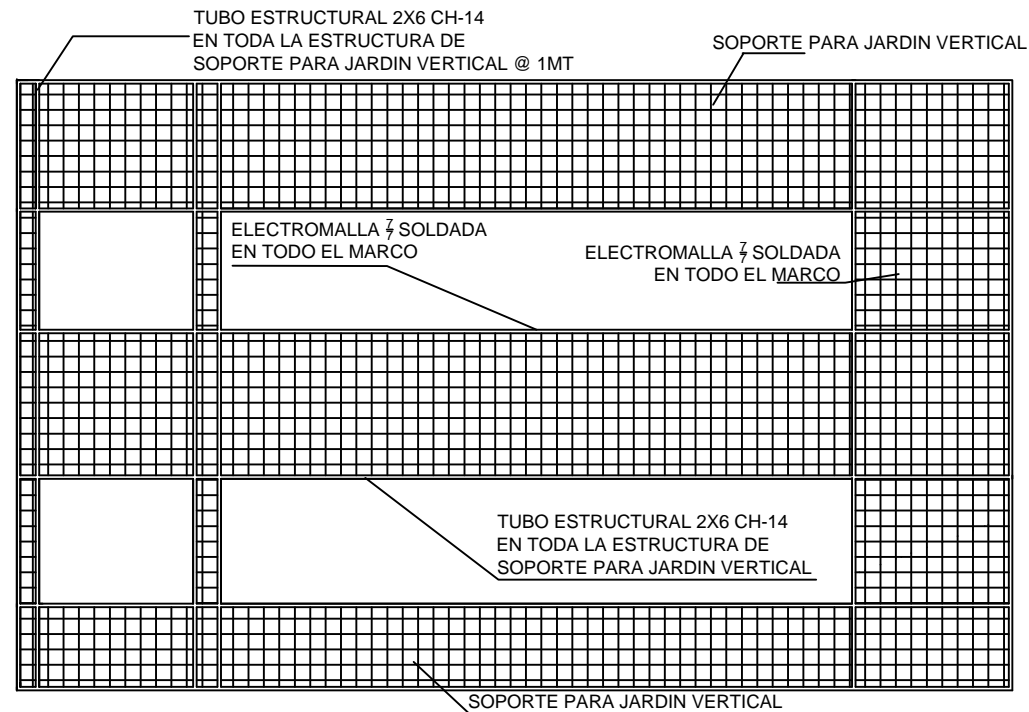 TUBO ESTRUCTURAL 2X6 CH-14
EN TODA LA ESTRUCTURA DE
SOPORTE PARA JARDIN VERTICAL @ 1MT
SOPORTE PARA JARDIN VERTICAL
ELECTROMALLA 7/7 SOLDADA
EN TODO EL MARCO
ELECTROMALLA 7/7 SOLDADA
EN TODO EL MARCO
TUBO ESTRUCTURAL 2X6 CH-14
EN TODA LA ESTRUCTURA DE
SOPORTE PARA JARDIN VERTICAL
SOPORTE PARA JARDIN VERTICAL